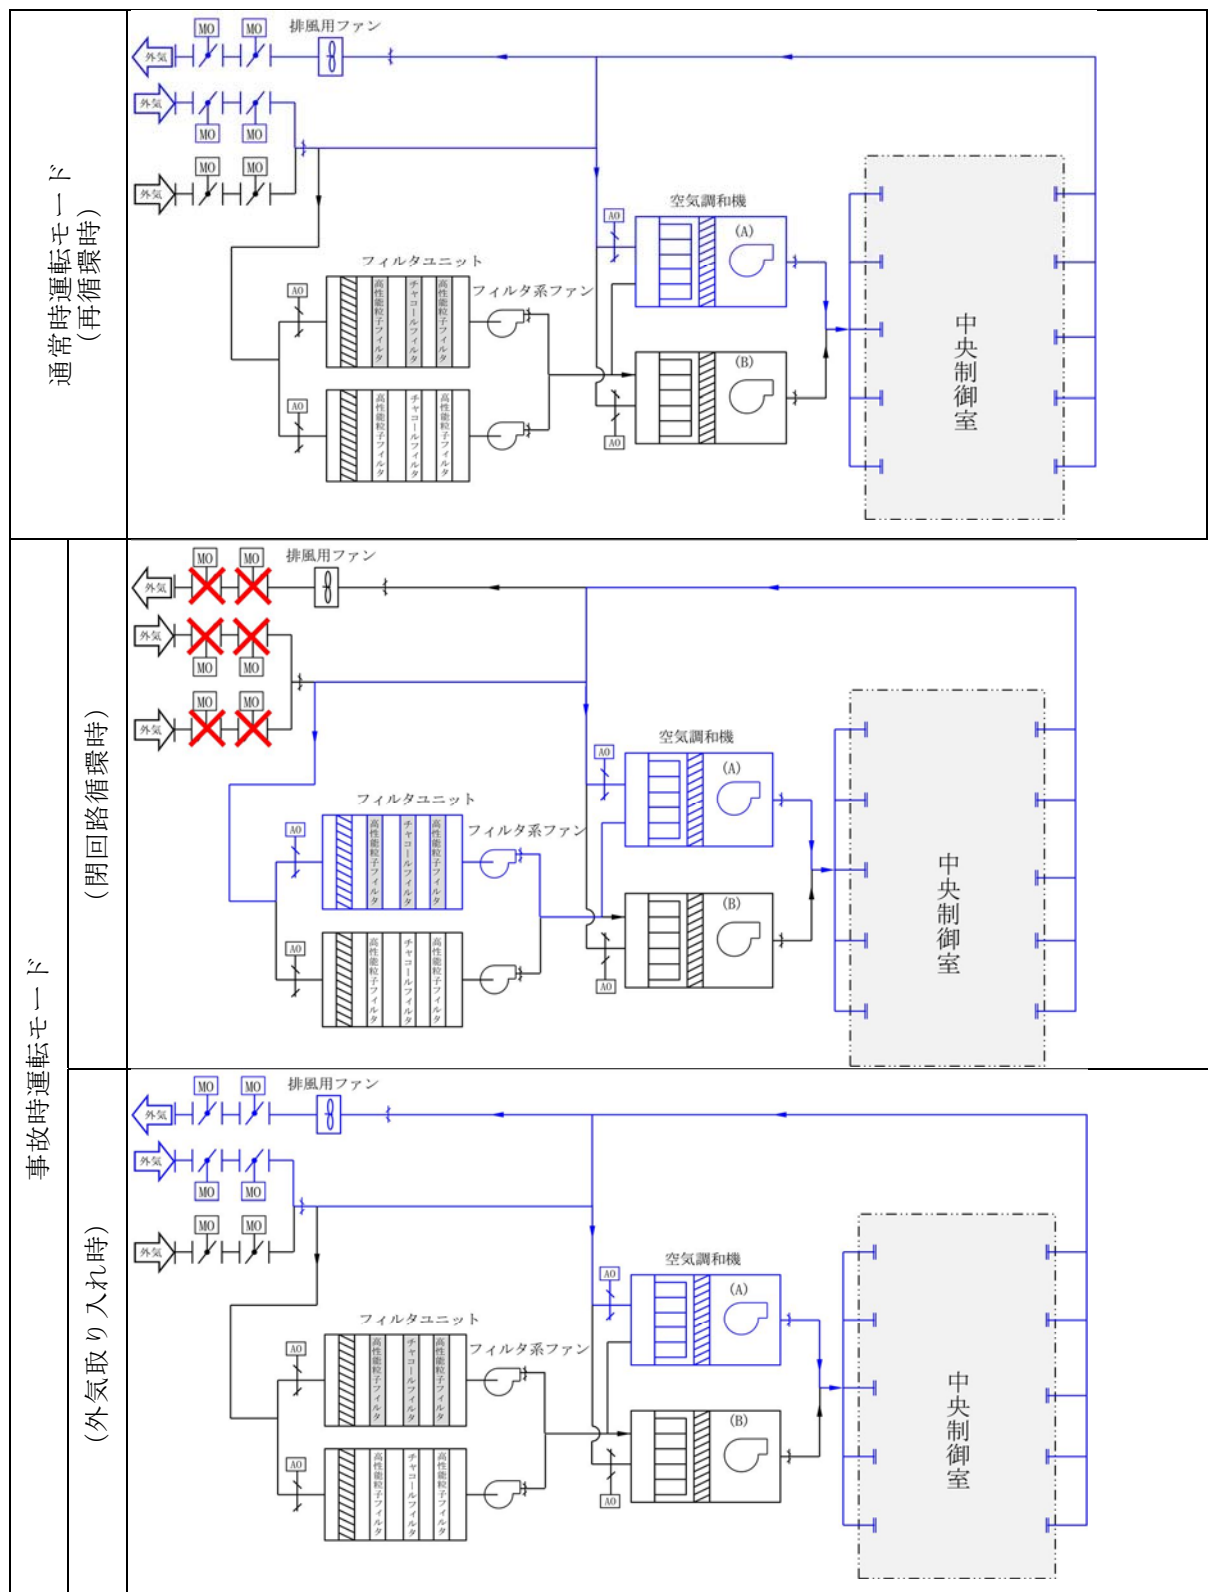 通常時運転モード
(再循環時)
MO
MO
排風用ファン
外気
外気
MO
MO
MO
MO
外気
空気調和機
AO
(A)
フィルタユニット
フィルタ系ファン
AO
高性能粒子フィルタ
チャコールフィルタ
高性能粒子フィルタ
(B)
中央制御室
AO
高性能粒子フィルタ
チャコールフィルタ
高性能粒子フィルタ
AO
事故時運転モード
(閉回路循環時)
MO
MO
排風用ファン
外気
外気
MO
MO
MO
MO
外気
空気調和機
AO
(A)
フィルタユニット
フィルタ系ファン
AO
高性能粒子フィルタ
チャコールフィルタ
高性能粒子フィルタ
(B)
中央制御室
AO
高性能粒子フィルタ
チャコールフィルタ
高性能粒子フィルタ
AO
(外気取り入れ時)
MO
MO
排風用ファン
外気
外気
MO
MO
MO
MO
外気
空気調和機
AO
(A)
フィルタユニット
フィルタ系ファン
AO
高性能粒子フィルタ
チャコールフィルタ
高性能粒子フィルタ
(B)
中央制御室
AO
高性能粒子フィルタ
チャコールフィルタ
高性能粒子フィルタ
AO